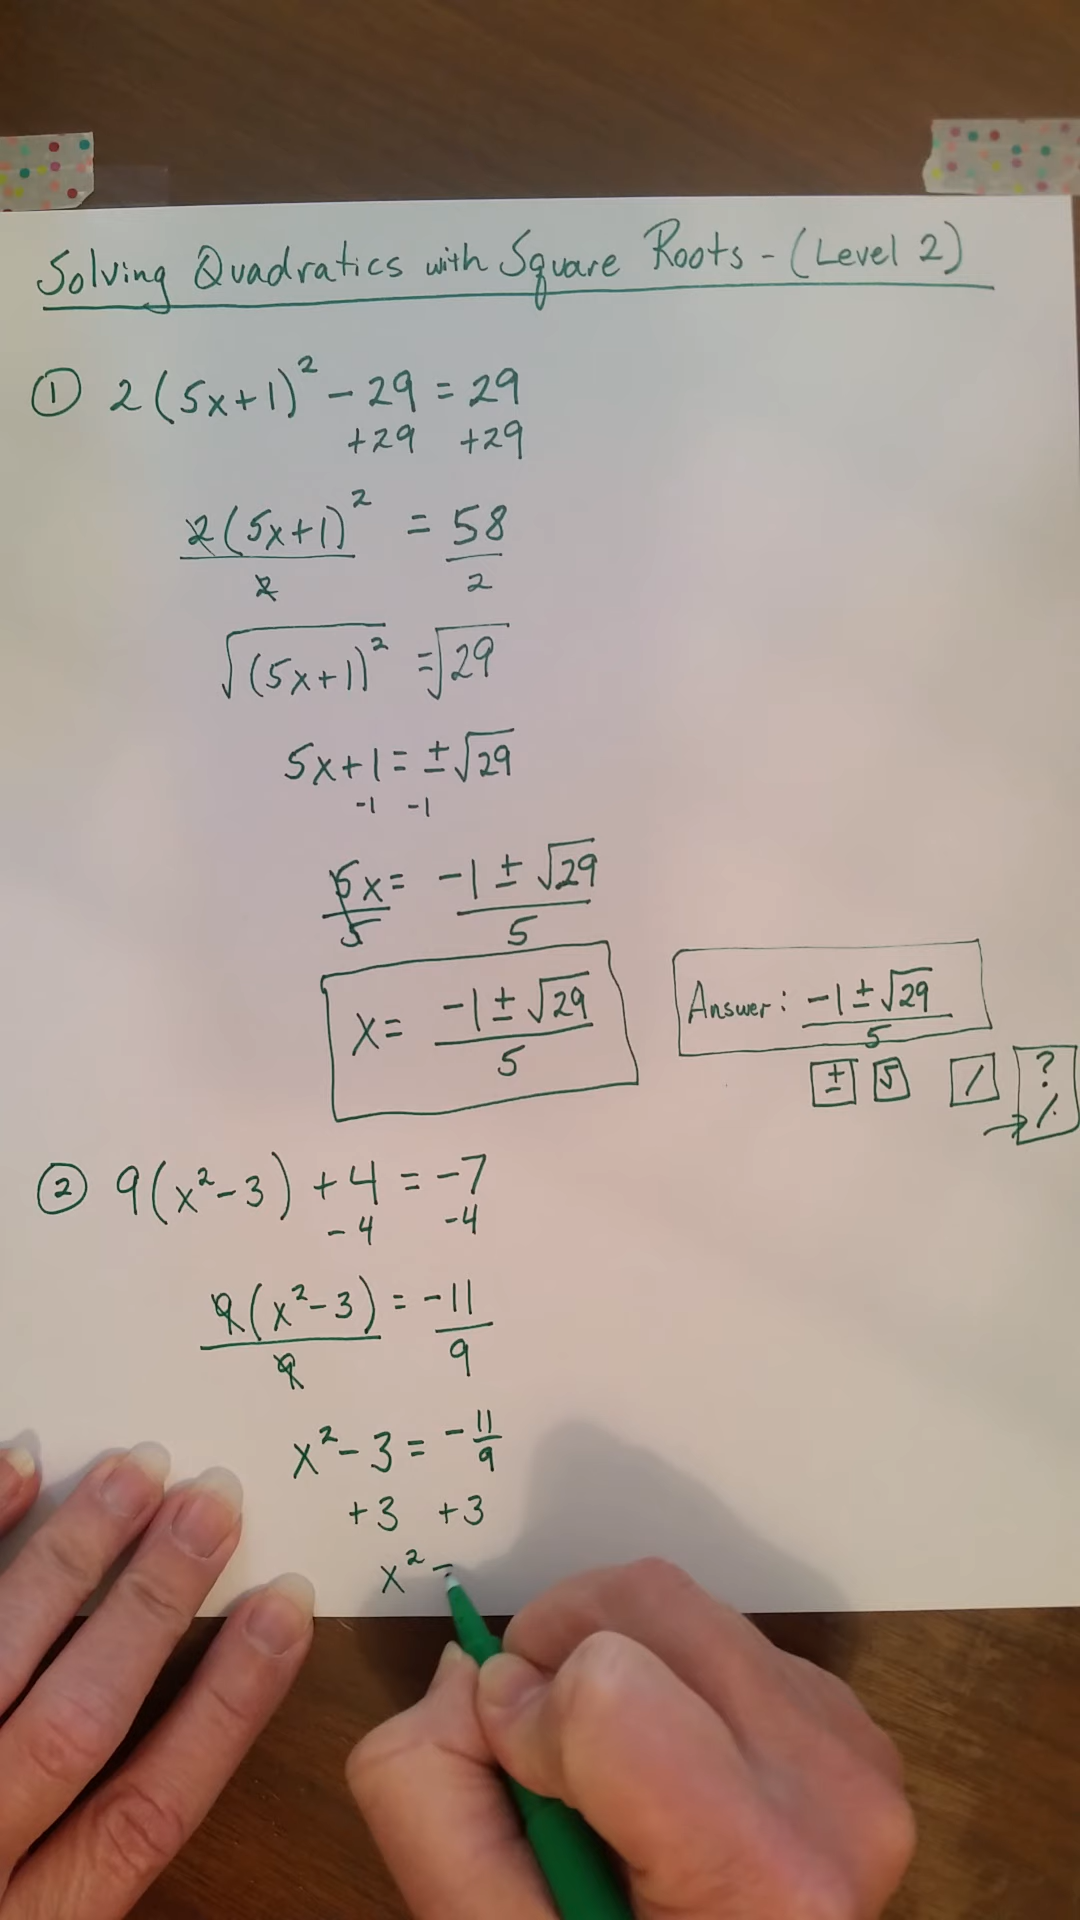 Solving Quadratics with Square Roots - (Level 2)
① 2(5x+1)² - 29 = 29
+29 +29
2(5x+1)² = 58
2 2
√(5x+1)² = √29
5x+1 = ±√29
-1 -1
5x = -1 ± √29
5 5
x = -1 ± √29
5
Answer: -1 ± √29
5
± √ / ?
/.
② 9(x²-3) + 4 = -7
-4 -4
9(x²-3) = -11
9 9
x² - 3 = -11
9
+3 +3
x² =